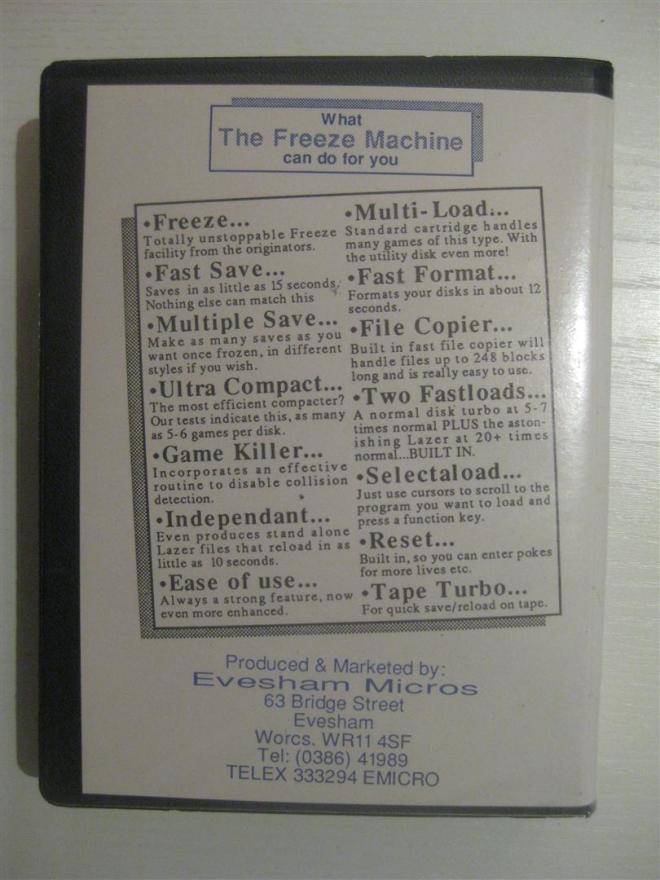 What
The Freeze Machine
can do for you
•Freeze...
Totally unstoppable Freeze
facility from the originators.
•Fast Save...
Saves in as little as 15 seconds.
Nothing else can match this
•Multiple Save...
Make as many saves as you
want once frozen, in different
styles if you wish.
•Ultra Compact...
The most efficient compacter?
Our tests indicate this, as many
as 5-6 games per disk.
•Game Killer...
Incorporates an effective
routine to disable collision
detection.
•Independant...
Even produces stand alone
Lazer files that reload in as
little as 10 seconds.
•Ease of use...
Always a strong feature, now
even more enhanced.
•Multi-Load...
Standard cartridge handles
many games of this type. With
the utility disk even more!
•Fast Format...
Formats your disks in about 12
seconds.
•File Copier...
Built in fast file copier will
handle files up to 248 blocks
long and is really easy to use.
•Two Fastloads...
A normal disk turbo at 5-7
times normal PLUS the aston-
ishing Lazer at 20+ times
normal...BUILT IN.
•Selectaload...
Just use cursors to scroll to the
program you want to load and
press a function key.
•Reset...
Built in, so you can enter pokes
for more lives etc.
•Tape Turbo...
For quick save/reload on tape.
Produced & Marketed by:
Evesham Micros
63 Bridge Street
Evesham
Worcs. WR11 4SF
Tel: (0386) 41989
TELEX 333294 EMICRO